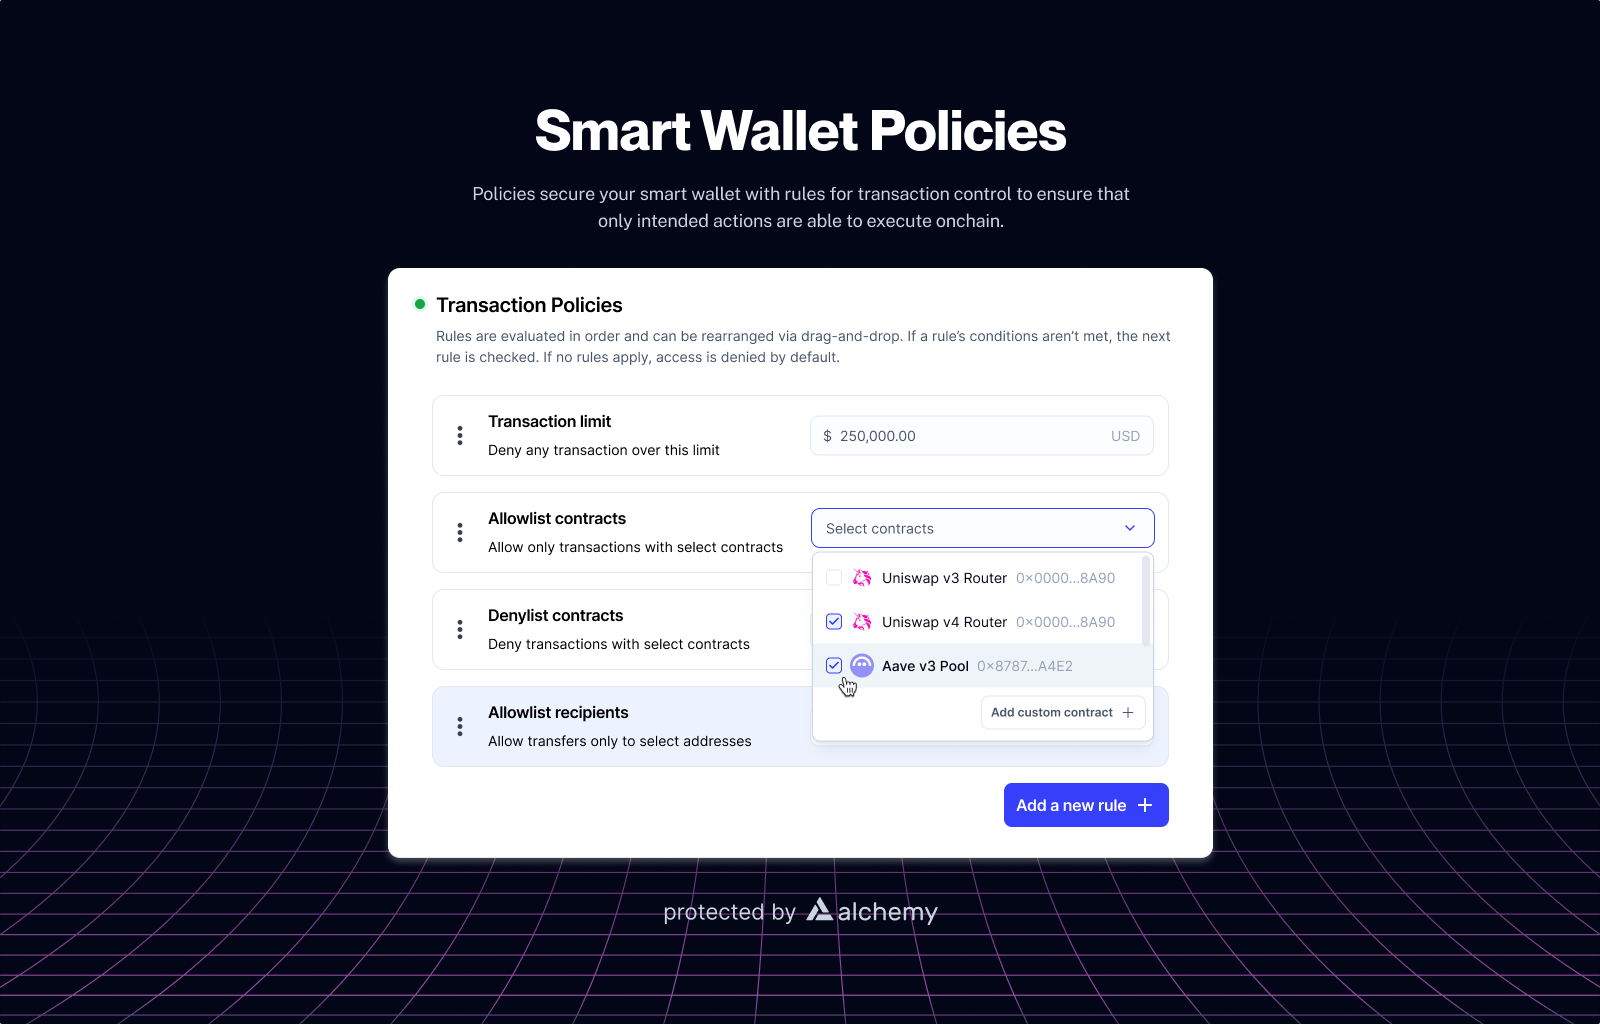 Smart Wallet Policies
Policies secure your smart wallet with rules for transaction control to ensure that
only intended actions are able to execute onchain.
Transaction Policies
Rules are evaluated in order and can be rearranged via drag-and-drop. If a rule’s conditions aren’t met, the next
rule is checked. If no rules apply, access is denied by default.
Transaction limit
Deny any transaction over this limit
$ 250,000.00 USD
Allowlist contracts
Allow only transactions with select contracts
Select contracts
Uniswap v3 Router 0x0000...8A90
Uniswap v4 Router 0x0000...8A90
Aave v3 Pool 0x8787...A4E2
Add custom contract +
Denylist contracts
Deny transactions with select contracts
Allowlist recipients
Allow transfers only to select addresses
Add a new rule +
protected by alchemy